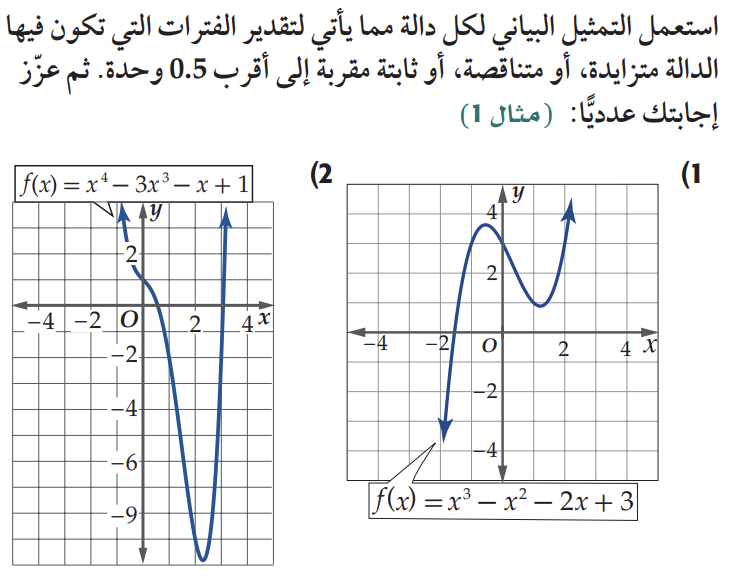 استعمل التمثيل البياني لكل دالة مما يأتي لتقدير الفترات التي تكون فيها
الدالة متزايدة، أو متناقصة، أو ثابتة مقربة إلى أقرب 0.5 وحدة. ثم عزّز
إجابتك عدديًّا: (مثال 1)
(1
y
4
2
−4 −2 O 2 4 x
−2
−4
f(x) = x³ − x² − 2x + 3
(2
f(x) = x⁴ − 3x³ − x + 1
y
2
−4 −2 O 2 4 x
−2
−4
−6
−9